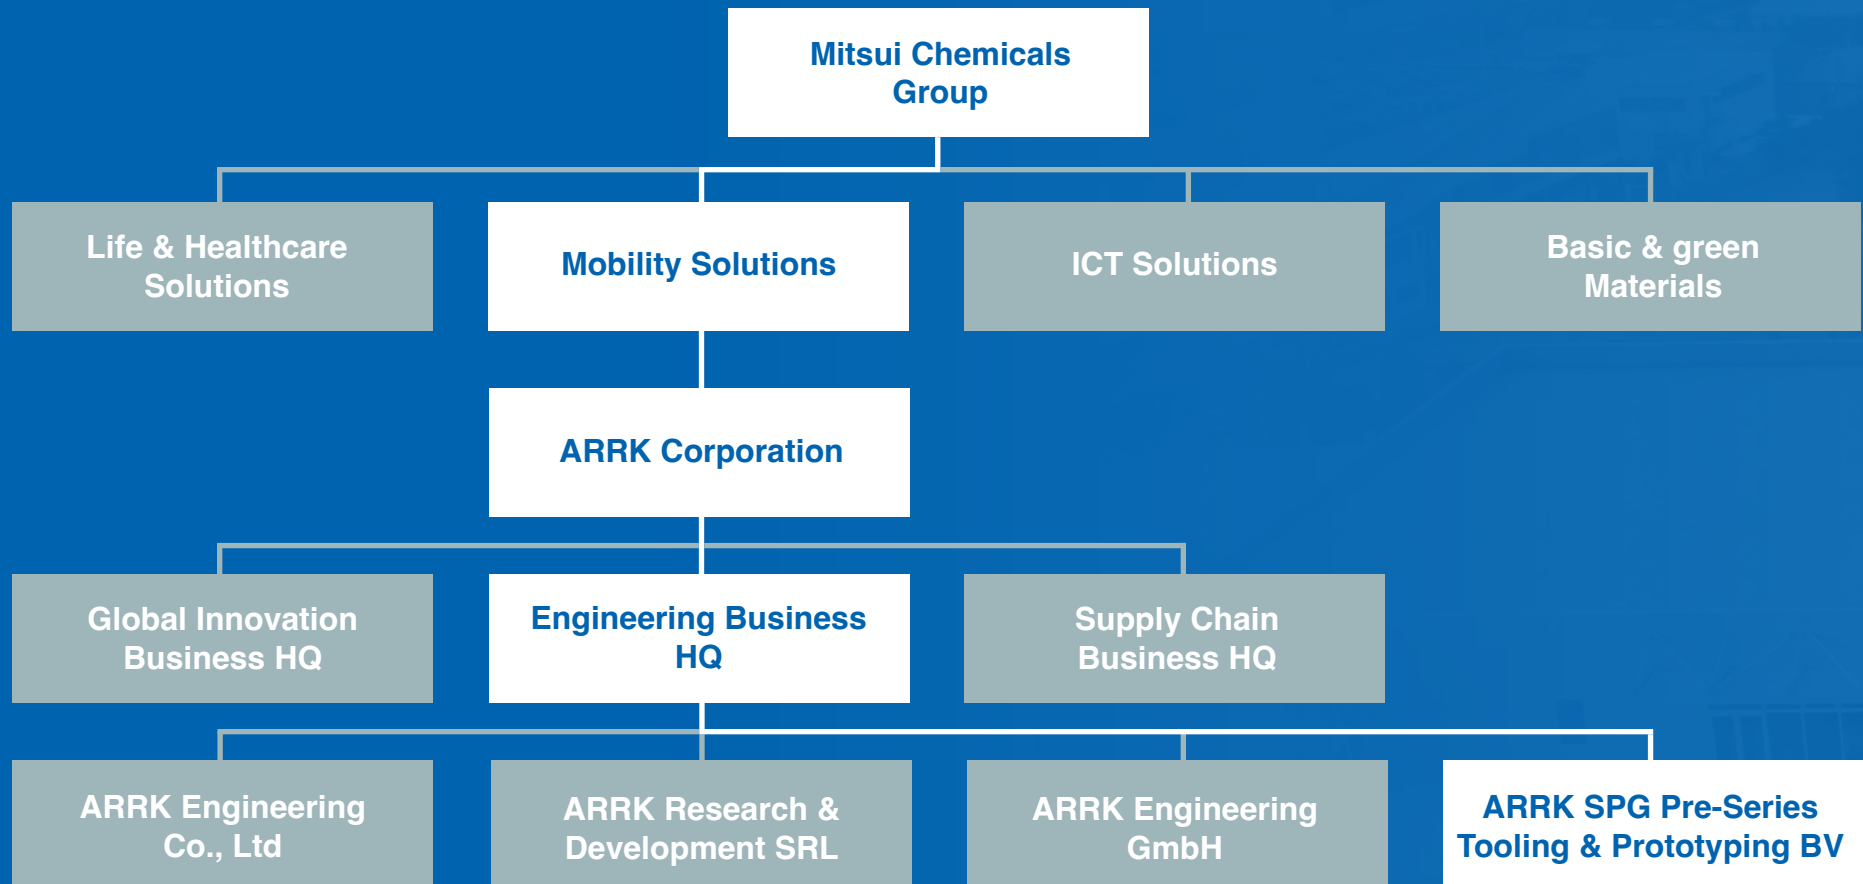 Mitsui Chemicals
Group
Life & Healthcare
Solutions
Mobility Solutions
ICT Solutions
Basic & green
Materials
ARRK Corporation
Global Innovation
Business HQ
Engineering Business
HQ
Supply Chain
Business HQ
ARRK Engineering
Co., Ltd
ARRK Research &
Development SRL
ARRK Engineering
GmbH
ARRK SPG Pre-Series
Tooling & Prototyping BV